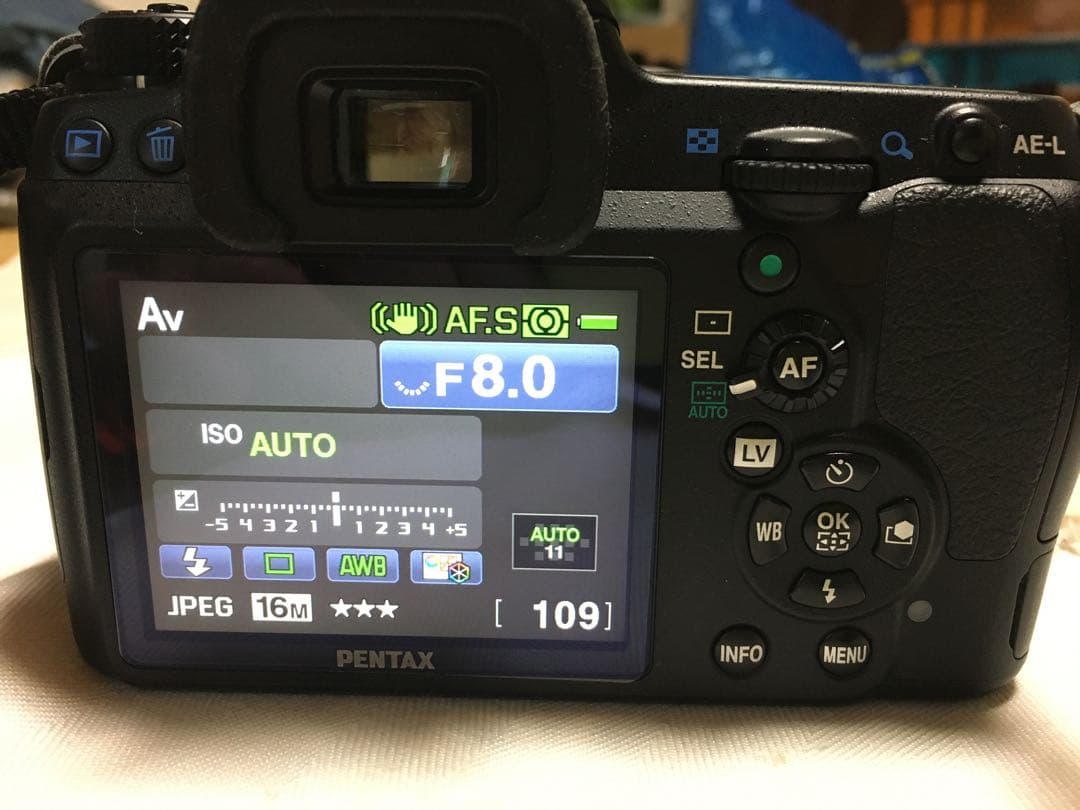 AE-L
Av AF.S
F8.0
ISO AUTO
-5 4 3 2 1 1 2 3 4 +5
AUTO
11
AWB
JPEG 16M ★★★ [ 109]
PENTAX
SEL
AUTO
AF
LV
WB
OK
INFO
MENU